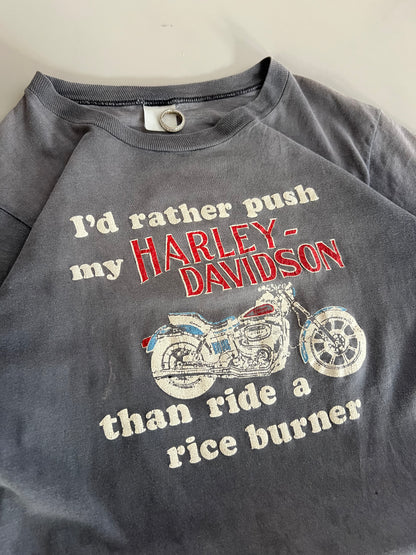 I'd rather push
my HARLEY-
DAVIDSON
than ride a
rice burner